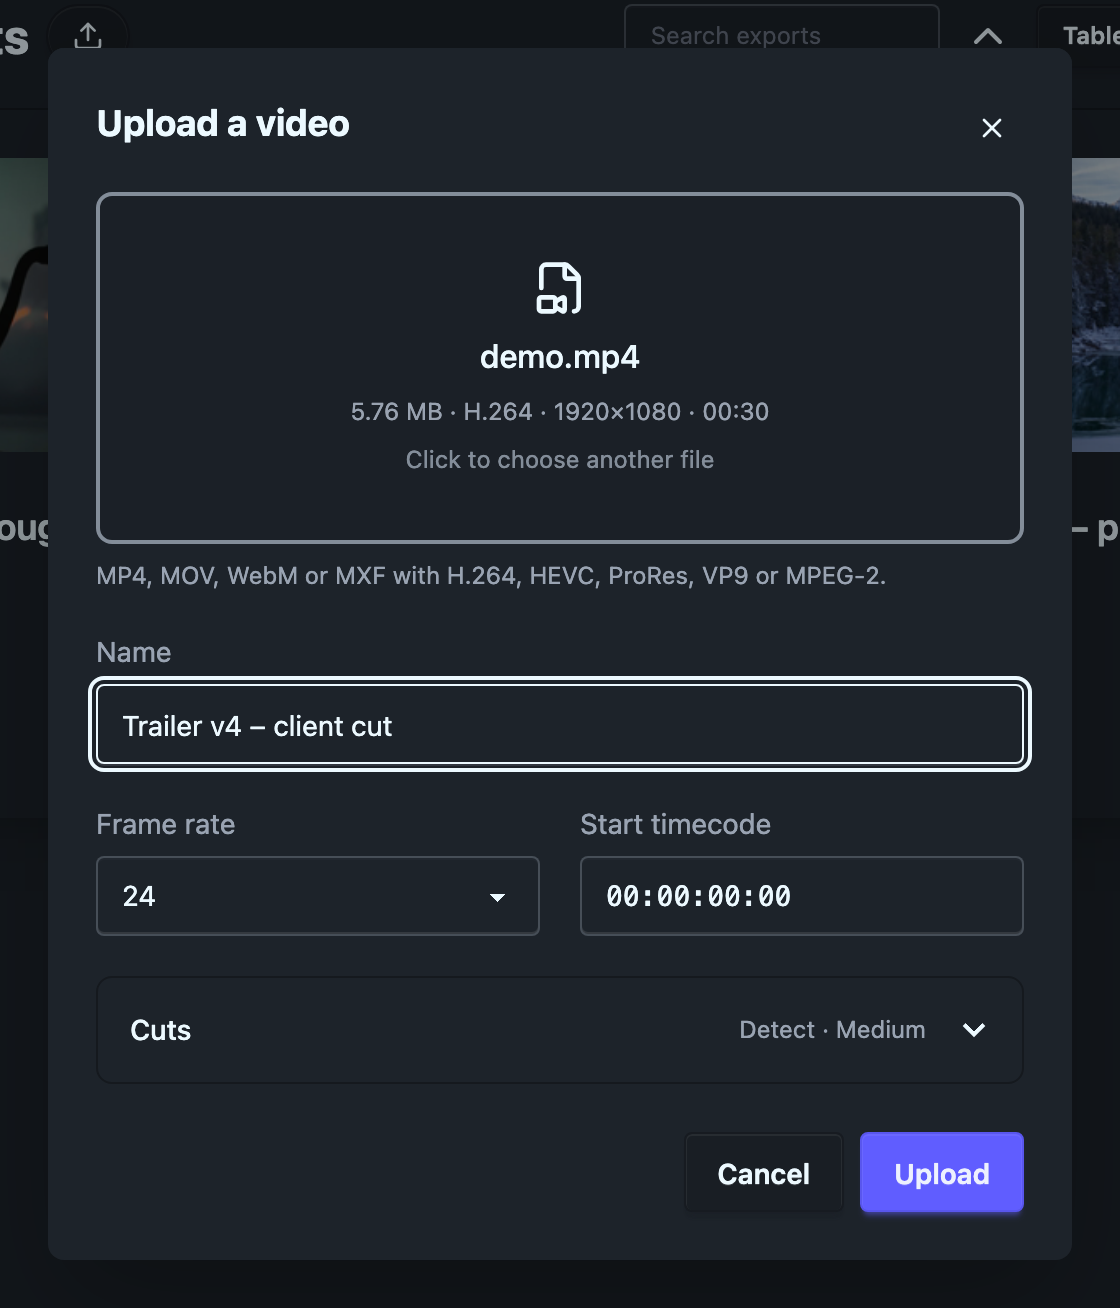 Search exports
Upload a video
demo.mp4
5.76 MB · H.264 · 1920×1080 · 00:30
Click to choose another file
MP4, MOV, WebM or MXF with H.264, HEVC, ProRes, VP9 or MPEG-2.
Name
Trailer v4 – client cut
Frame rate
Start timecode
24
00:00:00:00
Cuts
Detect · Medium
Cancel
Upload